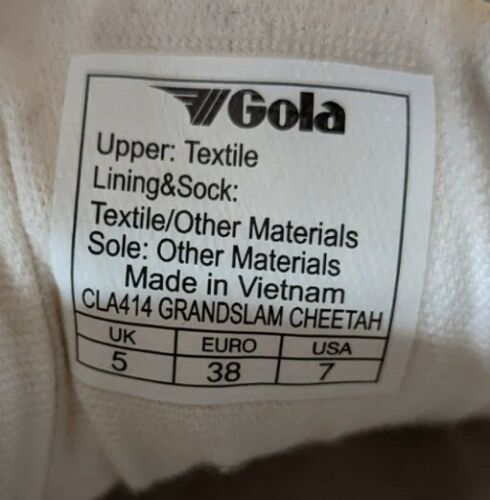 Gola
Upper: Textile
Lining&Sock:
Textile/Other Materials
Sole: Other Materials
Made in Vietnam
CLA414 GRANDSLAM CHEETAH
UK EURO USA
5 38 7